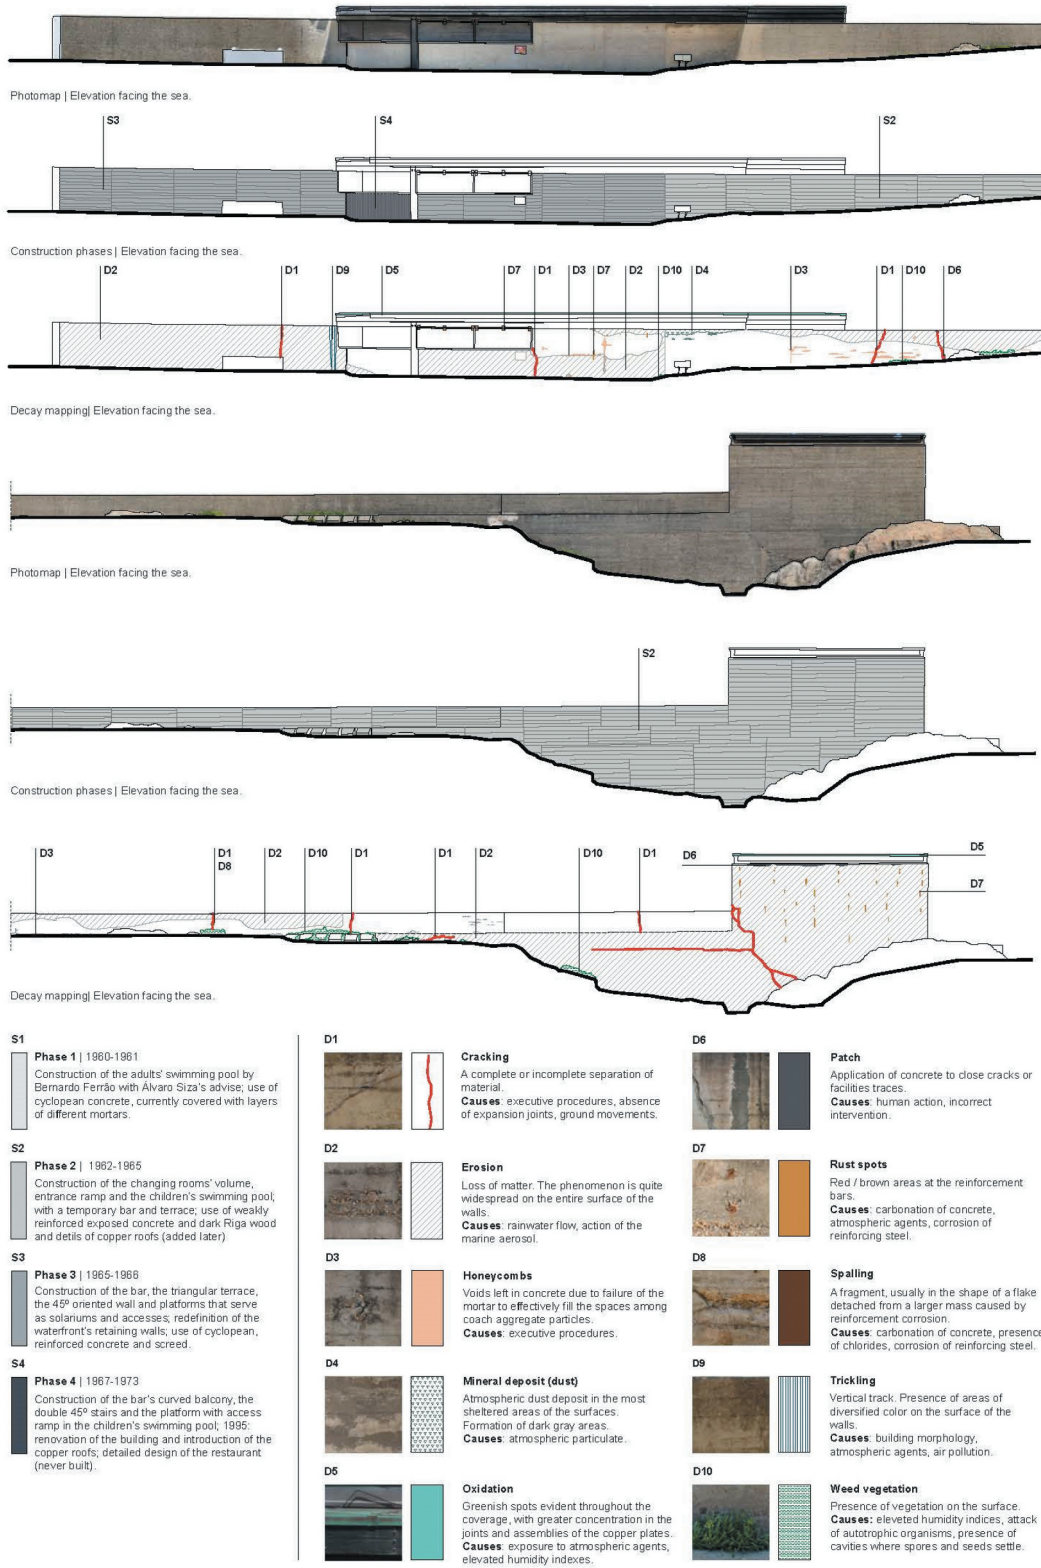 Photomap | Elevation facing the sea.
S3
S4
S2
Construction phases | Elevation facing the sea.
D2
D1
D9
D5
D7
D1
D3
D7
D2
D10
D4
D3
D1
D10
D6
Decay mapping| Elevation facing the sea.
Photomap | Elevation facing the sea.
S2
Construction phases | Elevation facing the sea.
D3
D1
D8
D2
D10
D1
D1
D2
D10
D1
D6
D5
D7
Decay mapping| Elevation facing the sea.
S1
Phase 1 | 1960-1961
Construction of the adults' swimming pool by
Bernardo Ferrão with Álvaro Siza's advise; use of
cyclopean concrete, currently covered with layers
of different mortars.
S2
Phase 2 | 1962-1965
Construction of the changing rooms' volume,
entrance ramp and the children's swimming pool;
with a temporary bar and terrace; use of weakly
reinforced exposed concrete and dark Riga wood
and detils of copper roofs (added later)
S3
Phase 3 | 1965-1966
Construction of the bar, the triangular terrace,
the 45º oriented wall and platforms that serve
as solariums and accesses; redefinition of the
waterfront's retaining walls; use of cyclopean,
reinforced concrete and screed.
S4
Phase 4 | 1967-1973
Construction of the bar's curved balcony, the
double 45º stairs and the platform with access
ramp in the children's swimming pool; 1995:
renovation of the building and introduction of the
copper roofs; detailed design of the restaurant
(never built).
D1
Cracking
A complete or incomplete separation of
material.
Causes: executive procedures, absence
of expansion joints, ground movements.
D2
Erosion
Loss of matter. The phenomenon is quite
widespread on the entire surface of the
walls.
Causes: rainwater flow, action of the
marine aerosol.
D3
Honeycombs
Voids left in concrete due to failure of the
mortar to effectively fill the spaces among
coach aggregate particles.
Causes: executive procedures.
D4
Mineral deposit (dust)
Atmospheric dust deposit in the most
sheltered areas of the surfaces.
Formation of dark gray areas.
Causes: atmospheric particulate.
D5
Oxidation
Greenish spots evident throughout the
coverage, with greater concentration in the
joints and assemblies of the copper plates.
Causes: exposure to atmospheric agents,
elevated humidity indexes.
D6
Patch
Application of concrete to close cracks or
facilities traces.
Causes: human action, incorrect
intervention.
D7
Rust spots
Red / brown areas at the reinforcement
bars.
Causes: carbonation of concrete,
atmospheric agents, corrosion of
reinforcing steel.
D8
Spalling
A fragment, usually in the shape of a flake
detached from a larger mass caused by
reinforcement corrosion.
Causes: carbonation of concrete, presence
of chlorides, corrosion of reinforcing steel.
D9
Trickling
Vertical track. Presence of areas of
diversified color on the surface of the
walls.
Causes: building morphology,
atmospheric agents, air pollution.
D10
Weed vegetation
Presence of vegetation on the surface.
Causes: eleveted humidity indices, attack
of autotrophic organisms, presence of
cavities where spores and seeds settle.